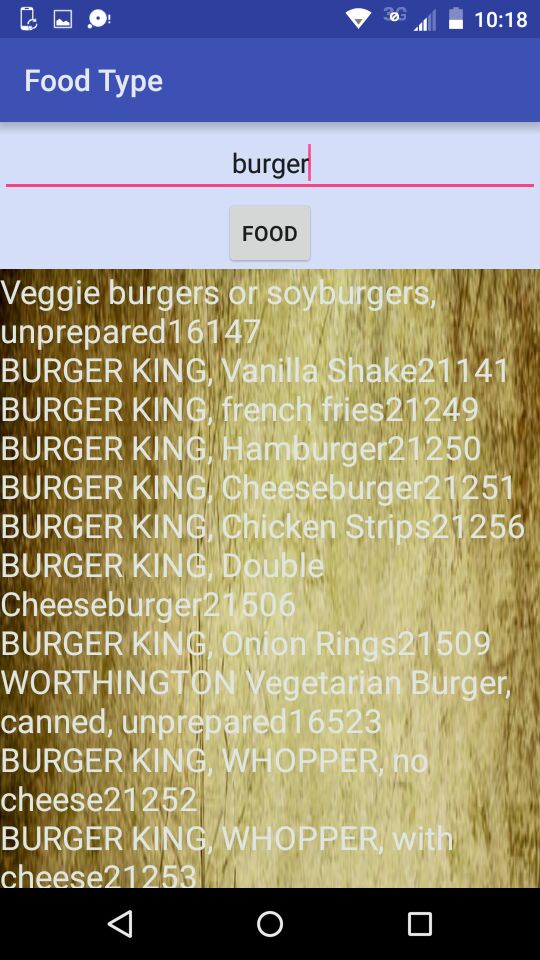 3G 10:18
Food Type
burger
FOOD
Veggie burgers or soyburgers,
unprepared16147
BURGER KING, Vanilla Shake21141
BURGER KING, french fries21249
BURGER KING, Hamburger21250
BURGER KING, Cheeseburger21251
BURGER KING, Chicken Strips21256
BURGER KING, Double
Cheeseburger21506
BURGER KING, Onion Rings21509
WORTHINGTON Vegetarian Burger,
canned, unprepared16523
BURGER KING, WHOPPER, no
cheese21252
BURGER KING, WHOPPER, with
cheese21253